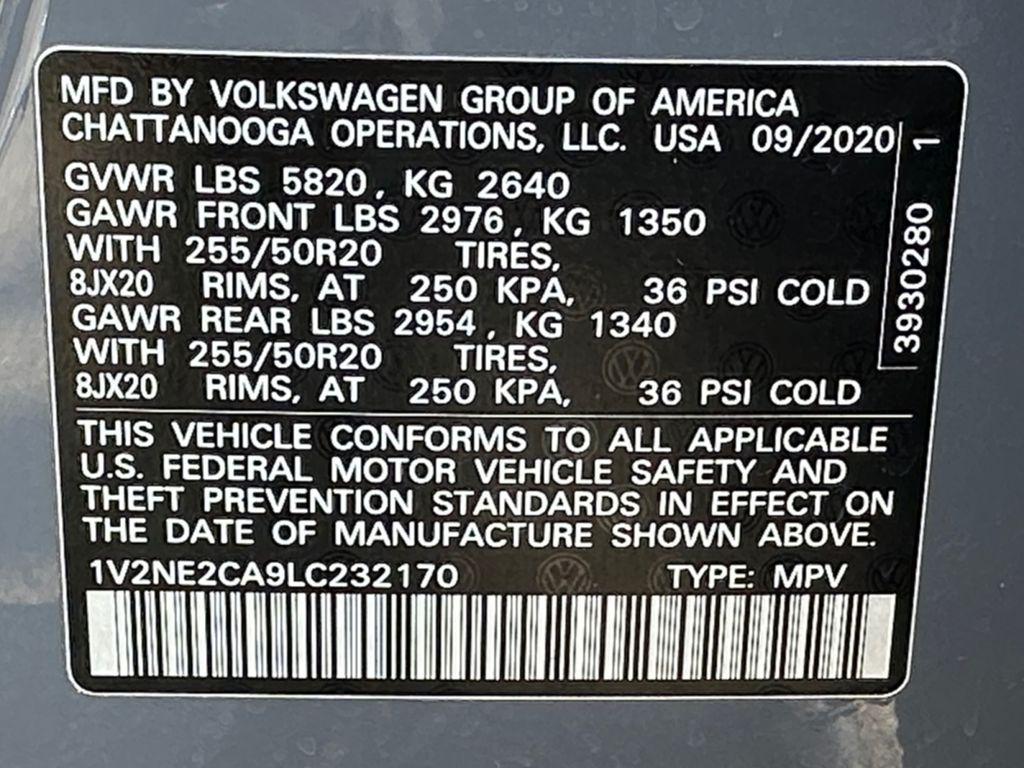 MFD BY VOLKSWAGEN GROUP OF AMERICA
CHATTANOOGA OPERATIONS, LLC. USA 09/2020
GVWR LBS 5820, KG 2640
GAWR FRONT LBS 2976, KG 1350
WITH 255/50R20 TIRES,
8JX20 RIMS, AT 250 KPA, 36 PSI COLD
GAWR REAR LBS 2954, KG 1340
WITH 255/50R20 TIRES,
8JX20 RIMS, AT 250 KPA, 36 PSI COLD
3930280 1
THIS VEHICLE CONFORMS TO ALL APPLICABLE
U.S. FEDERAL MOTOR VEHICLE SAFETY AND
THEFT PREVENTION STANDARDS IN EFFECT ON
THE DATE OF MANUFACTURE SHOWN ABOVE.
1V2NE2CA9LC232170 TYPE: MPV